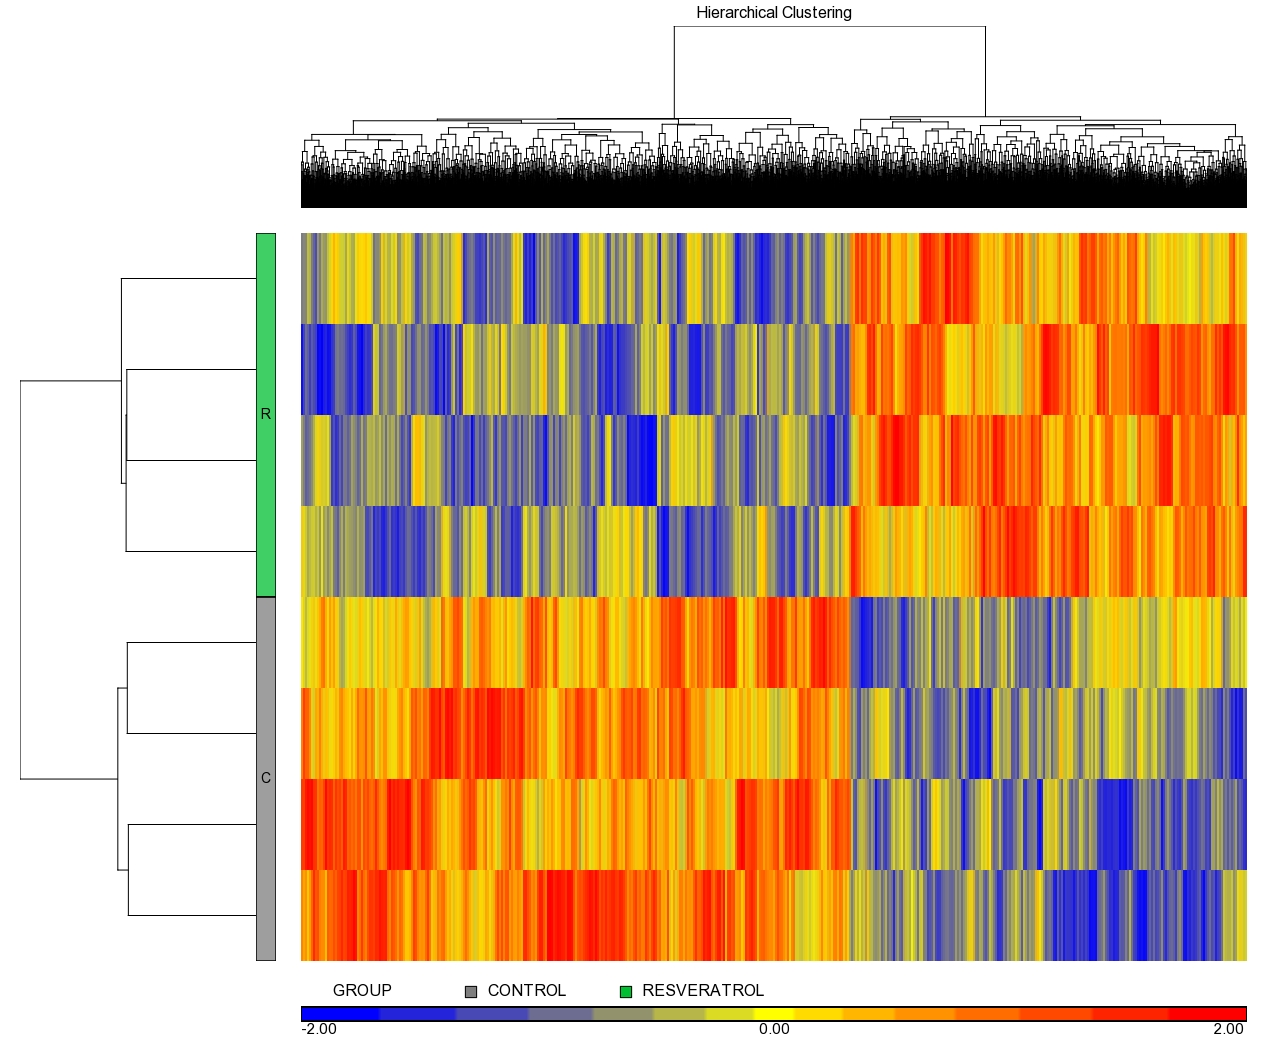 Hierarchical Clustering
R
C
GROUP CONTROL RESVERATROL
-2.00 0.00 2.00